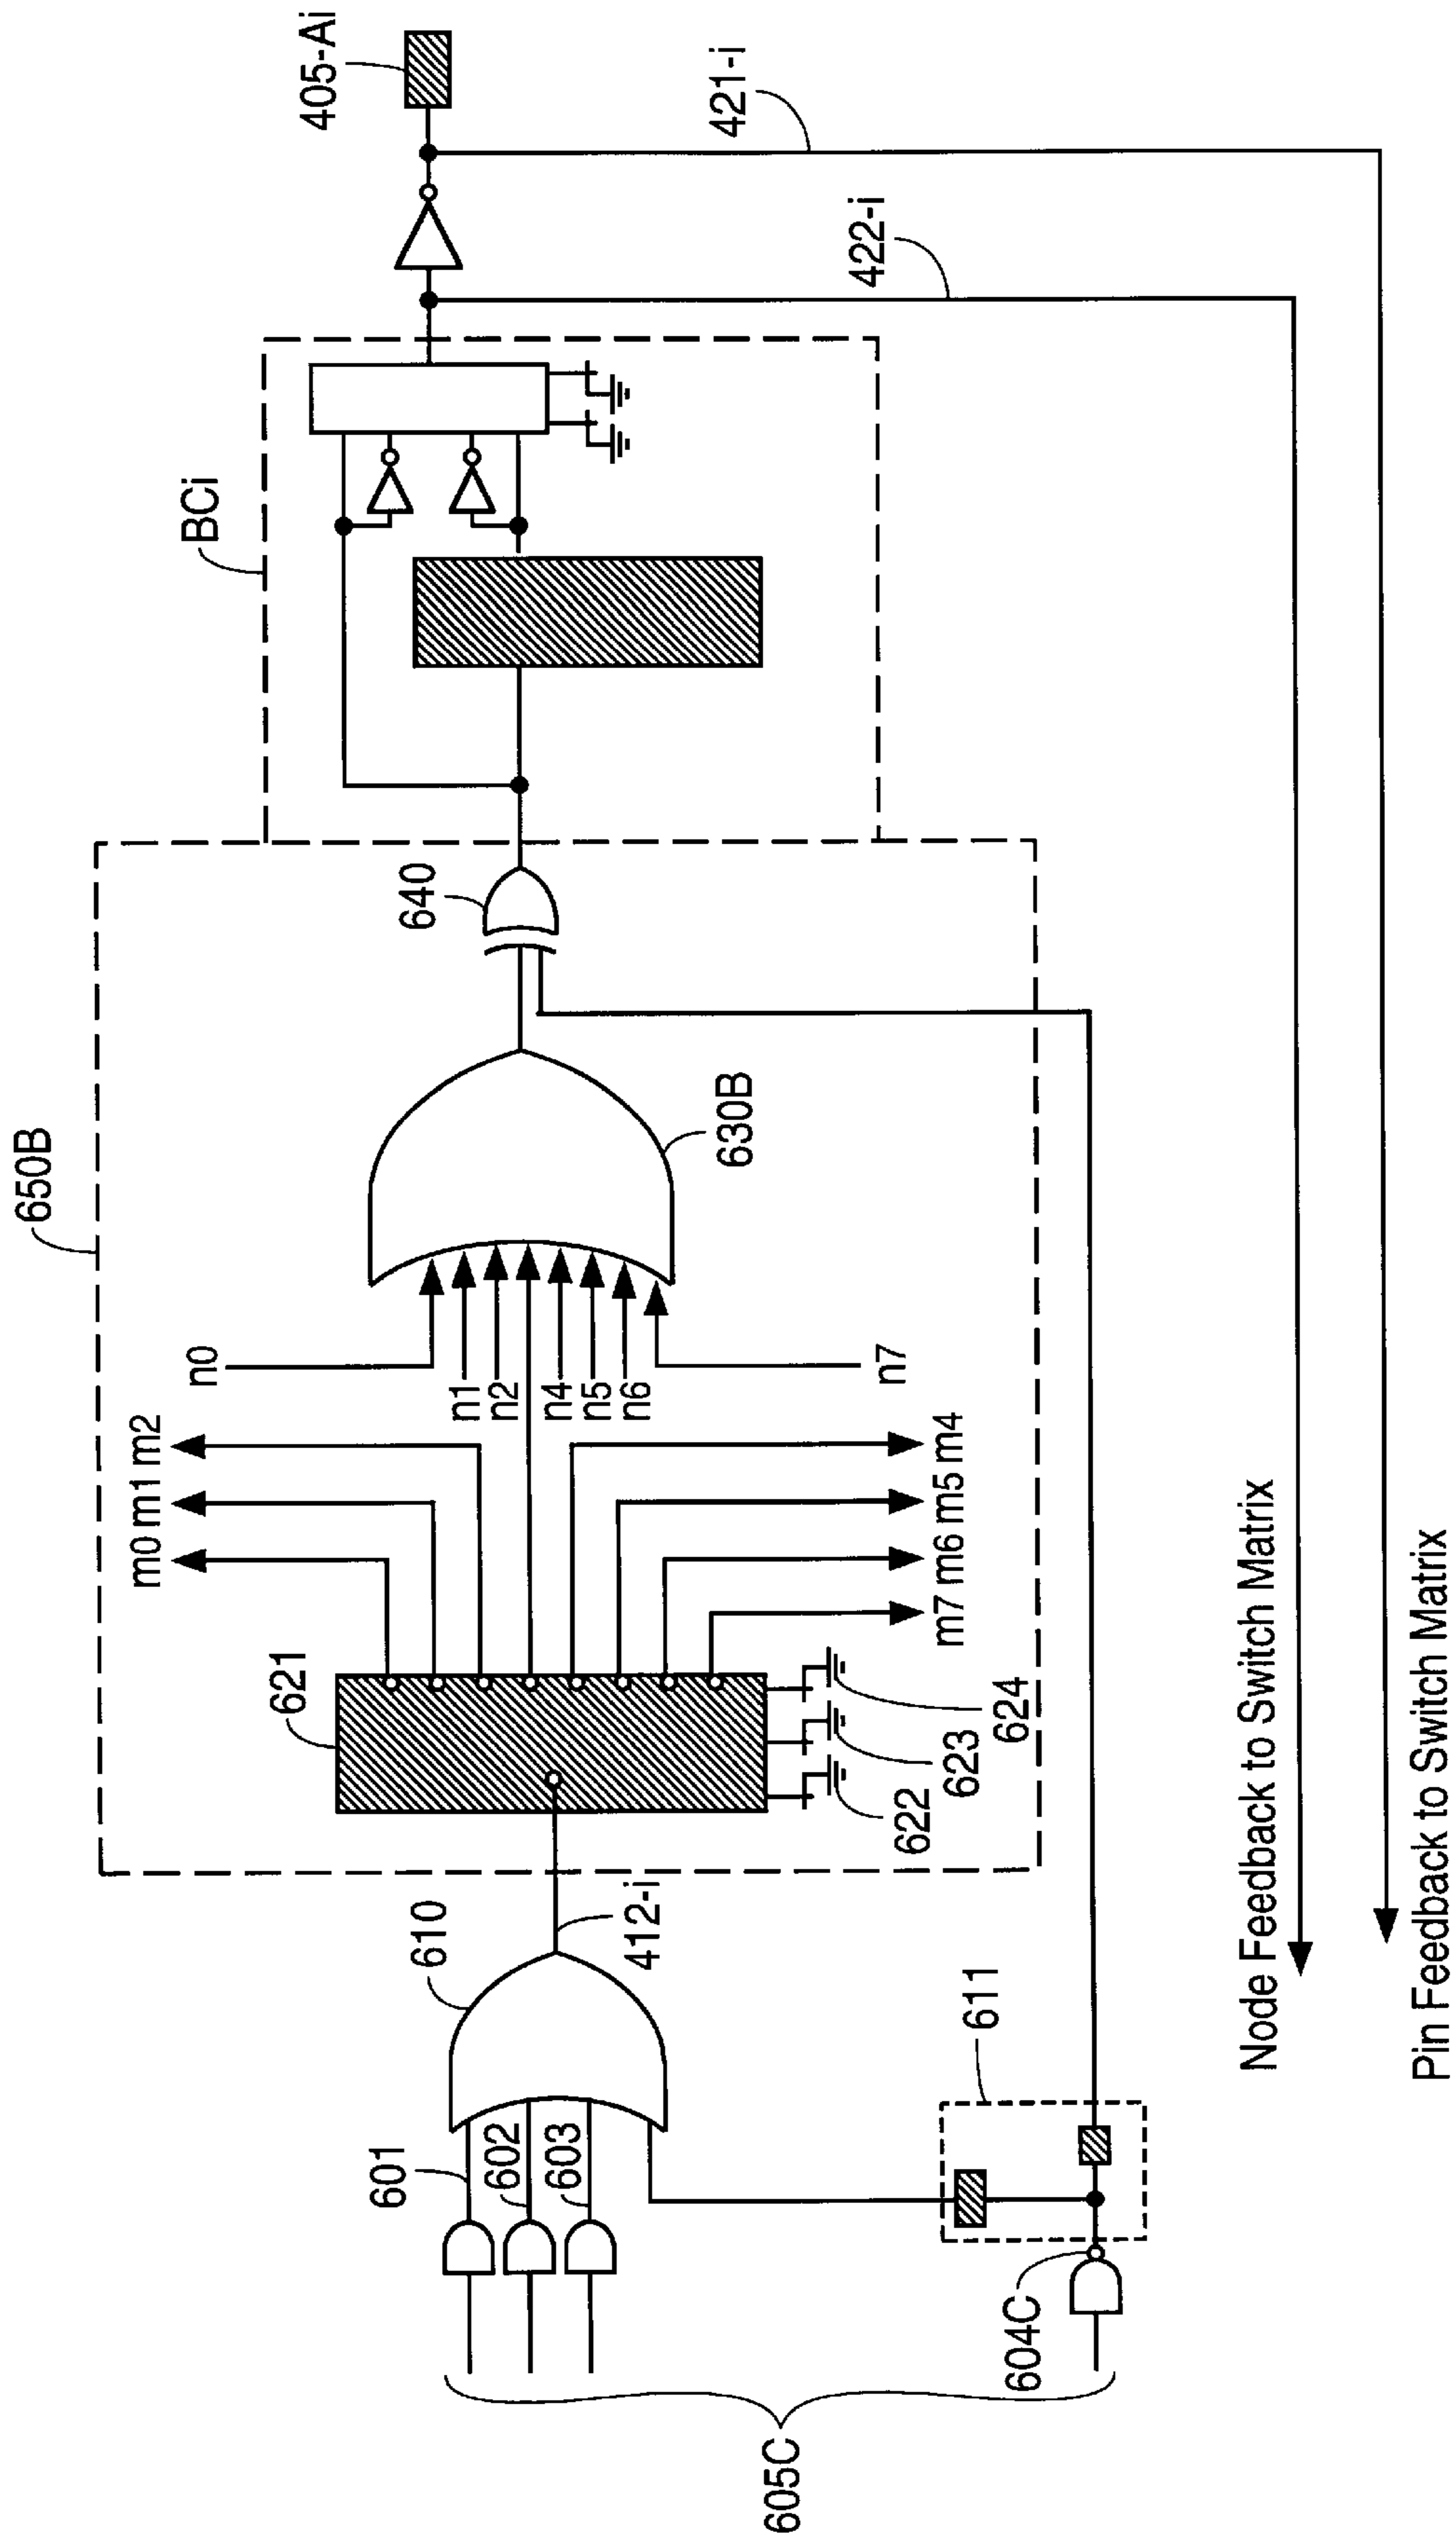 650B
BCi
405-Ai
m0 m1 m2
n0
n1
n2
n4
n5
n6
n7
621
610
601
602
603
412-i
622
623
624
m7 m6 m5 m4
630B
640
421-i
422-i
605C
604C
611
Node Feedback to Switch Matrix
Pin Feedback to Switch Matrix